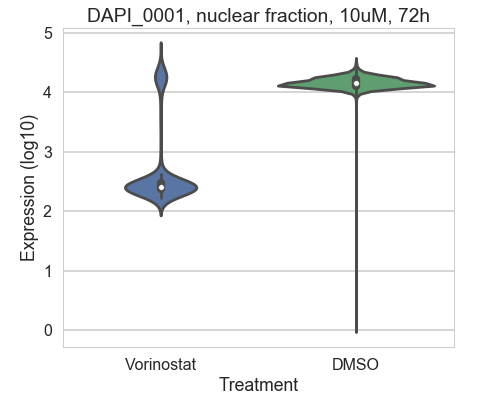 DAPI_0001, nuclear fraction, 10uM, 72h
5
4
3
2
1
0
Expression (log10)
Vorinostat
DMSO
Treatment